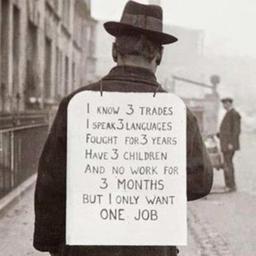 I KNOW 3 TRADES
I SPEAK 3 LANGUAGES
FOUGHT FOR 3 YEARS
HAVE 3 CHILDREN
AND NO WORK FOR
3 MONTHS
BUT I ONLY WANT
ONE JOB